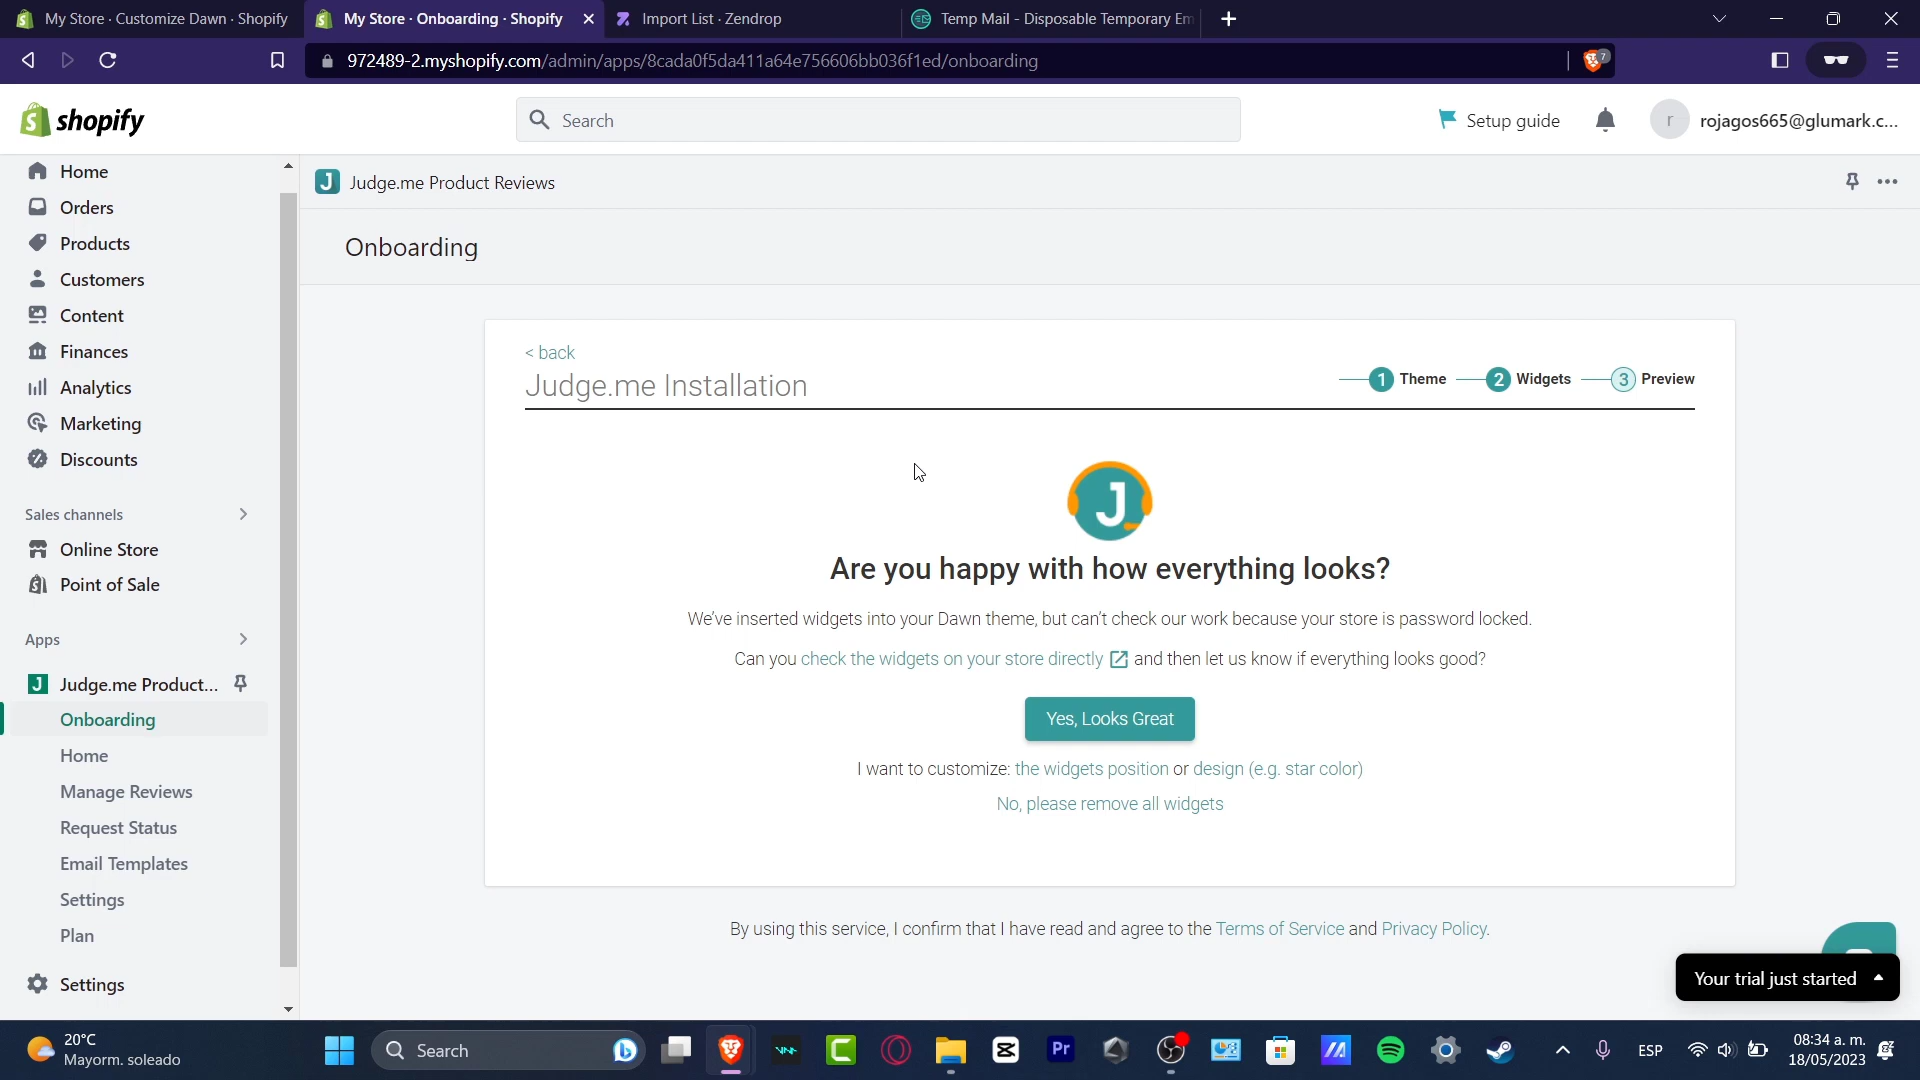 My Store · Customize Dawn · Shopify
My Store · Onboarding · Shopify
Import List · Zendrop
Temp Mail - Disposable Temporary Em
972489-2.myshopify.com/admin/apps/8cada0f5da411a64e756606bb036f1ed/onboarding
7
shopify
Search
Setup guide
r
rojagos665@glumark.c...
Home
Orders
Products
Customers
Content
Finances
Analytics
Marketing
Discounts
Sales channels
Online Store
Point of Sale
Apps
Judge.me Product...
Onboarding
Home
Manage Reviews
Request Status
Email Templates
Settings
Plan
Settings
J Judge.me Product Reviews
Onboarding
< back
Judge.me Installation
1 Theme 2 Widgets 3 Preview
J
Are you happy with how everything looks?
We've inserted widgets into your Dawn theme, but can't check our work because your store is password locked.
Can you check the widgets on your store directly and then let us know if everything looks good?
Yes, Looks Great
I want to customize: the widgets position or design (e.g. star color)
No, please remove all widgets
By using this service, I confirm that I have read and agree to the Terms of Service and Privacy Policy.
Your trial just started
20°C
Mayorm. soleado
Search
Pr
ESP
08:34 a. m.
18/05/2023